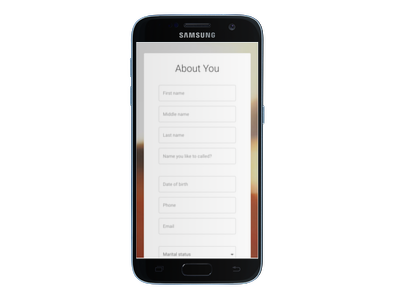 SAMSUNG
About You
First name
Middle name
Last name
Name you like to called?
Date of birth
Phone
Email
Marital status